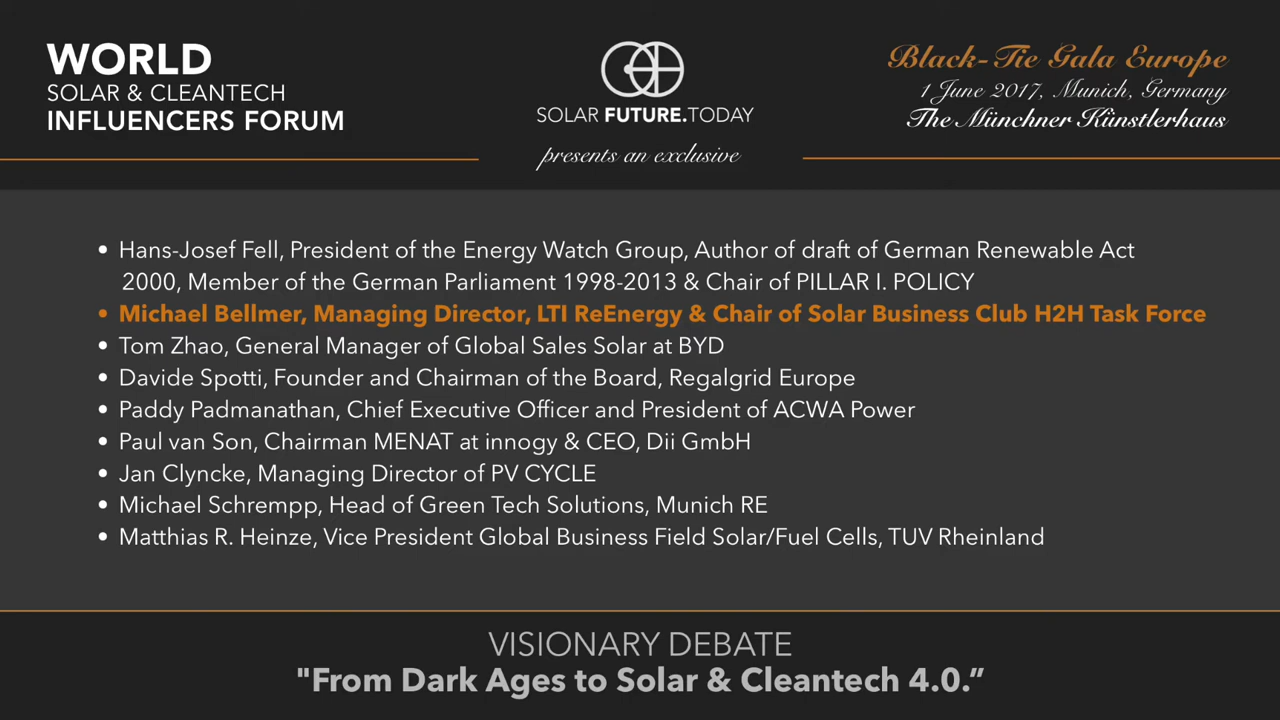 WORLD
SOLAR & CLEANTECH
INFLUENCERS FORUM
SOLAR FUTURE.TODAY
presents an exclusive
Black-Tie Gala Europe
1 June 2017, Munich, Germany
The Münchner Künstlerhaus
• Hans-Josef Fell, President of the Energy Watch Group, Author of draft of German Renewable Act
2000, Member of the German Parliament 1998-2013 & Chair of PILLAR I. POLICY
• Michael Bellmer, Managing Director, LTI ReEnergy & Chair of Solar Business Club H2H Task Force
• Tom Zhao, General Manager of Global Sales Solar at BYD
• Davide Spotti, Founder and Chairman of the Board, Regalgrid Europe
• Paddy Padmanathan, Chief Executive Officer and President of ACWA Power
• Paul van Son, Chairman MENAT at innogy & CEO, Dii GmbH
• Jan Clyncke, Managing Director of PV CYCLE
• Michael Schrempp, Head of Green Tech Solutions, Munich RE
• Matthias R. Heinze, Vice President Global Business Field Solar/Fuel Cells, TUV Rheinland
VISIONARY DEBATE
"From Dark Ages to Solar & Cleantech 4.0.”